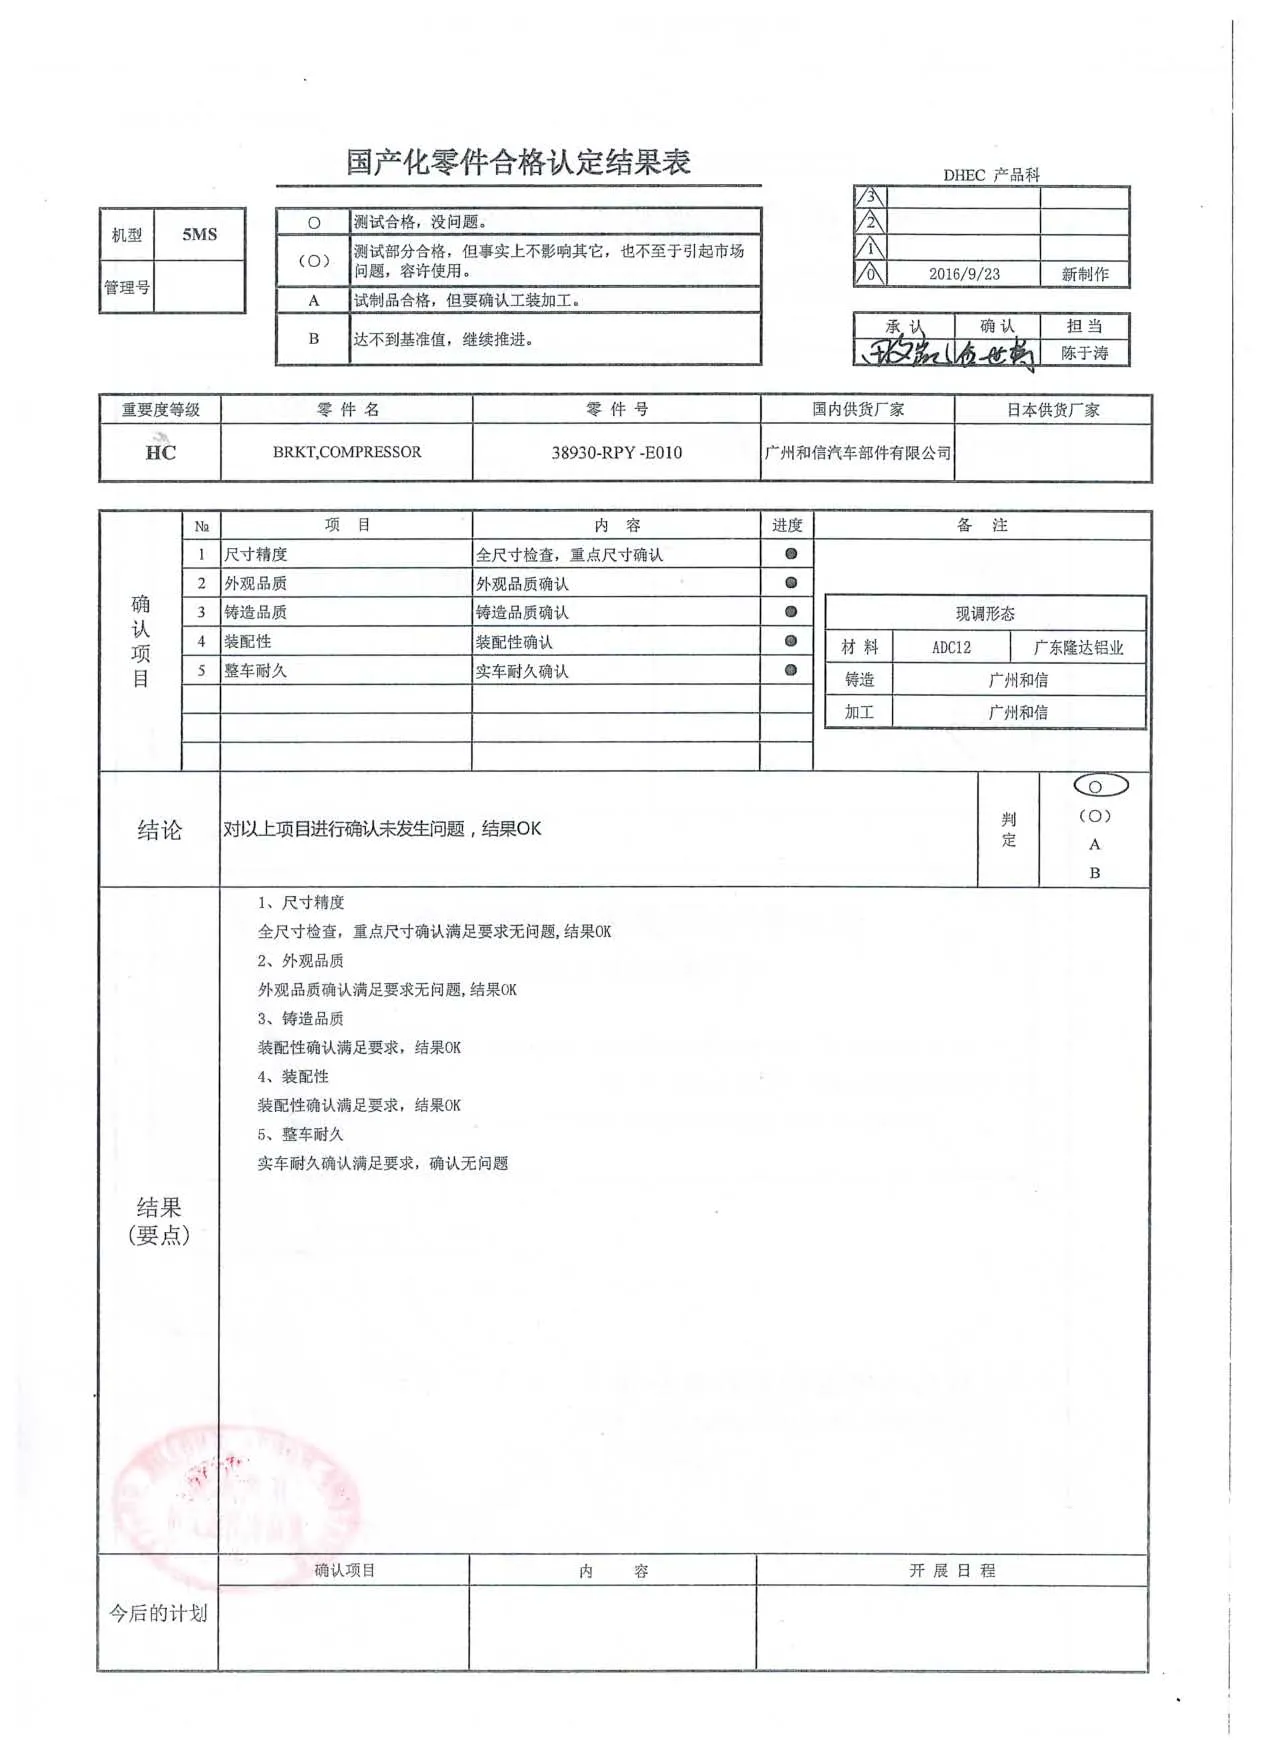 国产化零件合格认定结果表
DHEC 产品科
机型 5MS
管理号
○ 测试合格，没问题。
(○) 测试部分合格，但事实上不影响其它，也不至于引起市场
问题，容许使用。
A 试制品合格，但要确认工装加工。
B 达不到基准值，继续推进。
3
2
1
0 2016/9/23 新制作
承 认 确 认 担 当
陈于涛
重要度等级 零 件 名 零 件 号 国内供货厂家 日本供货厂家
HC BRKT,COMPRESSOR 38930-RPY -E010 广州和信汽车部件有限公司
确认项目
№ 项 目 内 容 进度 备 注
1 尺寸精度 全尺寸检查，重点尺寸确认 ●
2 外观品质 外观品质确认 ●
3 铸造品质 铸造品质确认 ●
4 装配性 装配性确认 ●
5 整车耐久 实车耐久确认 ●
现调形态
材 料 ADC12 广东隆达铝业
铸造 广州和信
加工 广州和信
结论 对以上项目进行确认未发生问题，结果OK 判定
○
(○)
A
B
结果
(要点)
1、尺寸精度
全尺寸检查，重点尺寸确认满足要求无问题,结果OK
2、外观品质
外观品质确认满足要求无问题,结果OK
3、铸造品质
装配性确认满足要求，结果OK
4、装配性
装配性确认满足要求，结果OK
5、整车耐久
实车耐久确认满足要求，确认无问题
今后的计划
确认项目 内 容 开 展 日 程